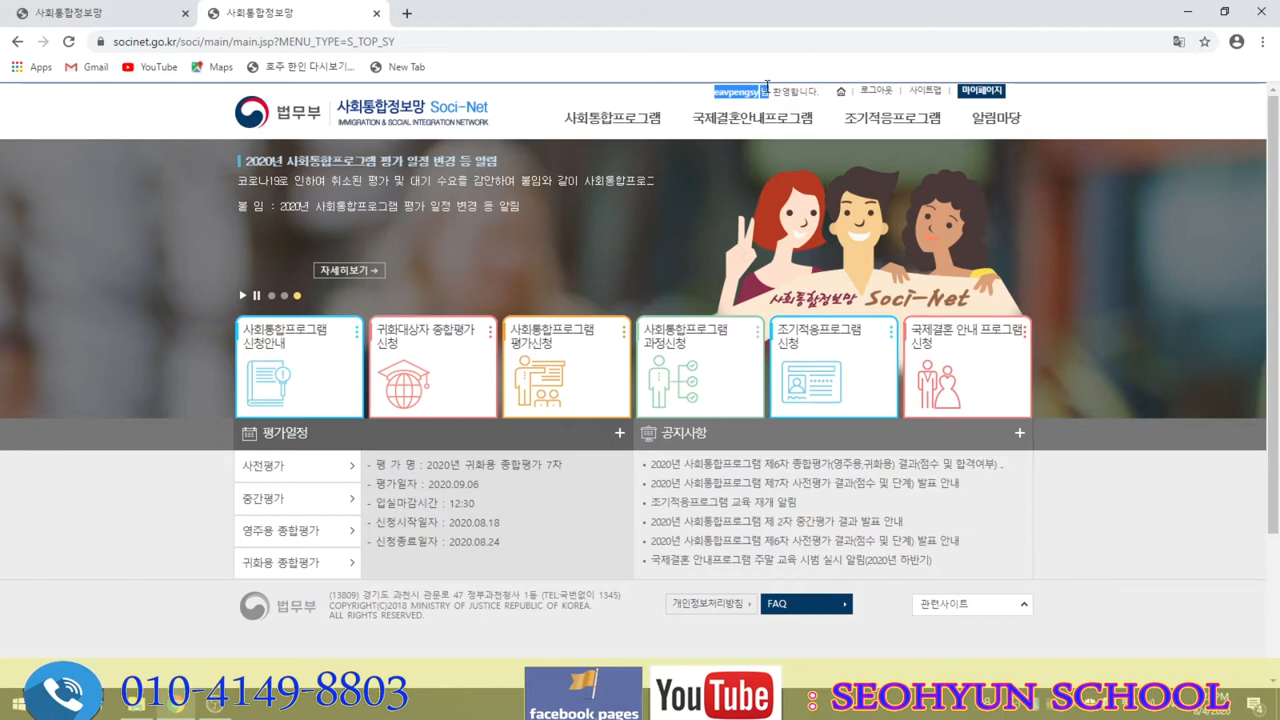 사회통합정보망
사회통합정보망
socinet.go.kr/soci/main/main.jsp?MENU_TYPE=S_TOP_SY
Apps
Gmail
YouTube
Maps
호주 한인 다시보기...
New Tab
eavpengsy님 환영합니다.
로그아웃
사이트맵
마이페이지
법무부
사회통합정보망 Soci-Net
IMMIGRATION & SOCIAL INTEGRATION NETWORK
사회통합프로그램
국제결혼안내프로그램
조기적응프로그램
알림마당
2020년 사회통합프로그램 평가 일정 변경 등 알림
코로나19로 인하여 취소된 평가 및 대기 수요를 감안하여 붙임와 같이 사회통합프로그
붙 임 : 2020년 사회통합프로그램 평가 일정 변경 등 알림
자세히보기 →
사회통합정보망 Soci-Net
사회통합프로그램
신청안내
귀화대상자 종합평가
신청
사회통합프로그램
평가신청
사회통합프로그램
과정신청
조기적응프로그램
신청
국제결혼 안내 프로그램
신청
평가일정
+
공지사항
+
사전평가
중간평가
영주용 종합평가
귀화용 종합평가
- 평 가 명 : 2020년 귀화용 종합평가 7차
- 평가일자 : 2020.09.06
- 입실마감시간 : 12:30
- 신청시작일자 : 2020.08.18
- 신청종료일자 : 2020.08.24
• 2020년 사회통합프로그램 제6차 종합평가(영주용,귀화용) 결과(점수 및 합격여부) ..
• 2020년 사회통합프로그램 제7차 사전평가 결과(점수 및 단계) 발표 안내
• 조기적응프로그램 교육 재개 알림
• 2020년 사회통합프로그램 제 2차 중간평가 결과 발표 안내
• 2020년 사회통합프로그램 제6차 사전평가 결과(점수 및 단계) 발표 안내
• 국제결혼 안내프로그램 주말 교육 시범 실시 알림(2020년 하반기)
법무부
(13809) 경기도 과천시 관문로 47 정부과천청사 1동 (TEL:국번없이 1345)
COPYRIGHT(C)2018 MINISTRY OF JUSTICE REPUBLIC OF KOREA.
ALL RIGHTS RESERVED.
개인정보처리방침
FAQ
관련사이트
010-4149-8803
facebook pages
YouTube
: SEOHYUN SCHOOL